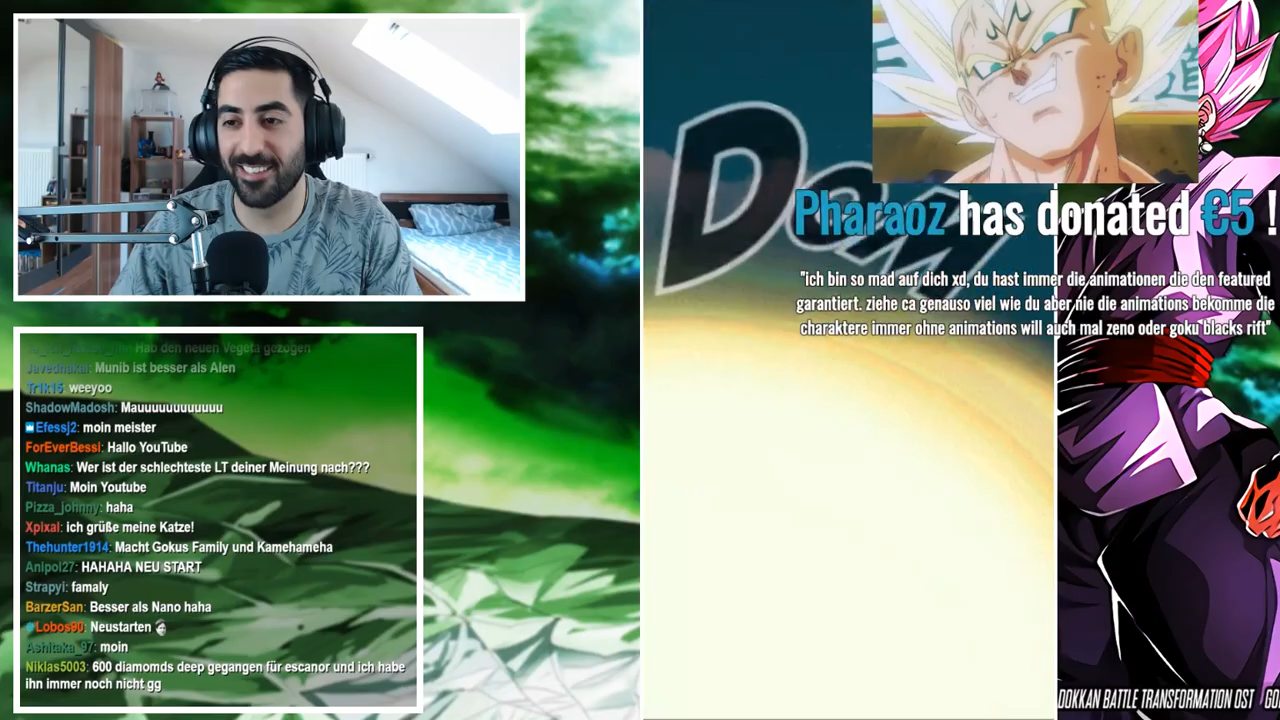 Hab den neuen Vegeta gezogen
Javedhakai: Munib ist besser als Alen
Tr1k15: weeyoo
ShadowMadosh: Mauuuuuuuuuuuu
Efessj2: moin meister
ForEverBessi: Hallo YouTube
Whanas: Wer ist der schlechteste LT deiner Meinung nach???
Titanju: Moin Youtube
Pizza_johnny: haha
Xpixal: ich grüße meine Katze!
Thehunter1914: Macht Gokus Family und Kamehameha
Anipoi27: HAHAHA NEU START
Strapyi: famaly
BarzerSan: Besser als Nano haha
Lobos90: Neustarten
Ashitaka_97: moin
Niklas5003: 600 diamomds deep gegangen für escanor und ich habe
ihn immer noch nicht gg
DOM
道
Pharaoz has donated €5 !
"ich bin so mad auf dich xd, du hast immer die animationen die den featured
garantiert. ziehe ca genauso viel wie du aber nie die animations bekomme die
charaktere immer ohne animations will auch mal zeno oder goku blacks rift"
DOKKAN BATTLE TRANSFORMATION OST GO